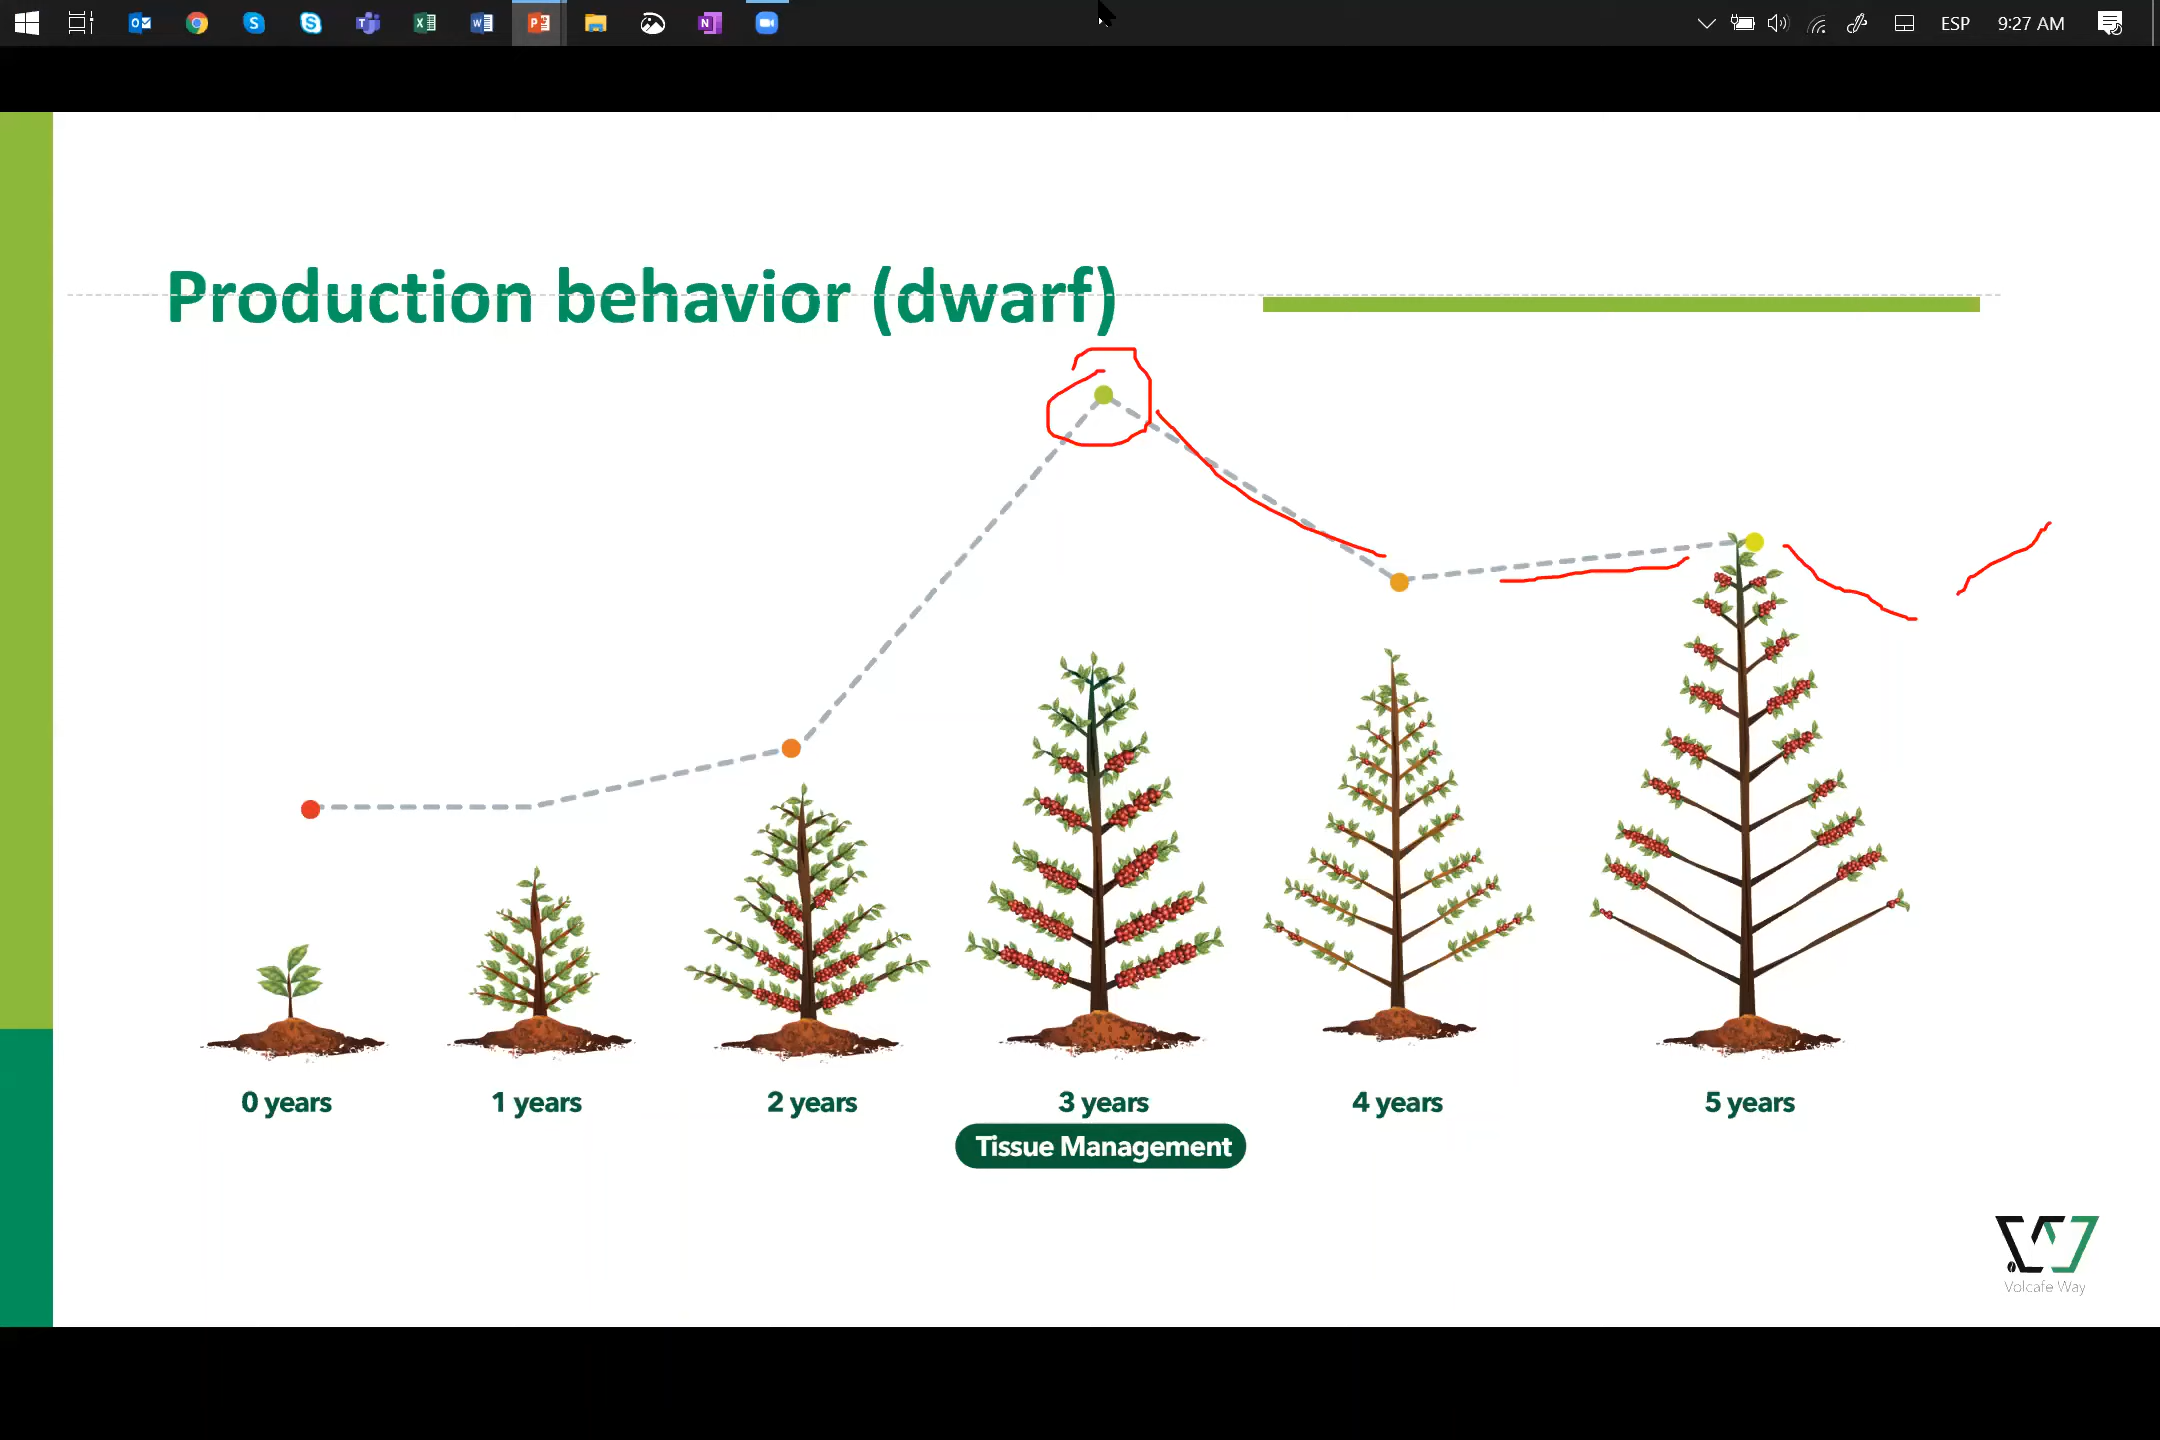 ESP 9:27 AM
Production behavior (dwarf)
0 years 1 years 2 years 3 years 4 years 5 years
Tissue Management
Volcafe Way